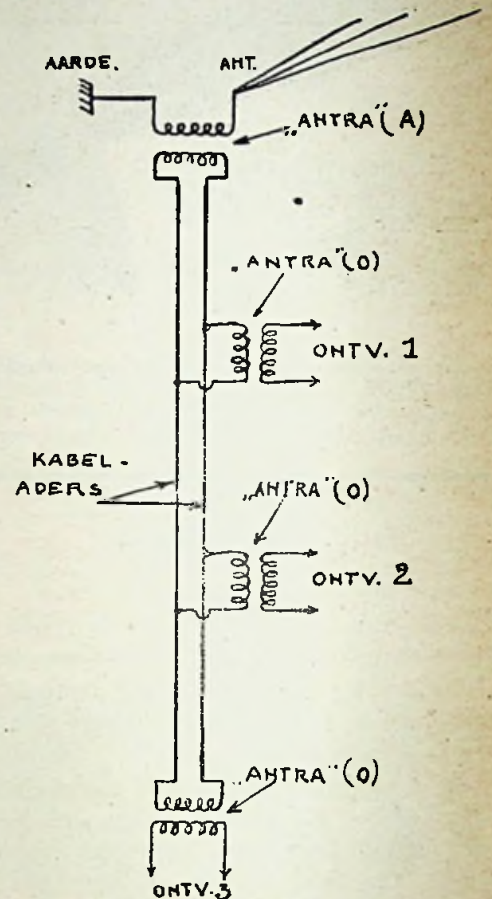 AARDE. ANT.
„ANTRA" (A)
„ANTRA" (O)
ONTV. 1
KABEL-
ADERS
„ANTRA" (O)
ONTV. 2
„ANTRA" (O)
ONTV. 3